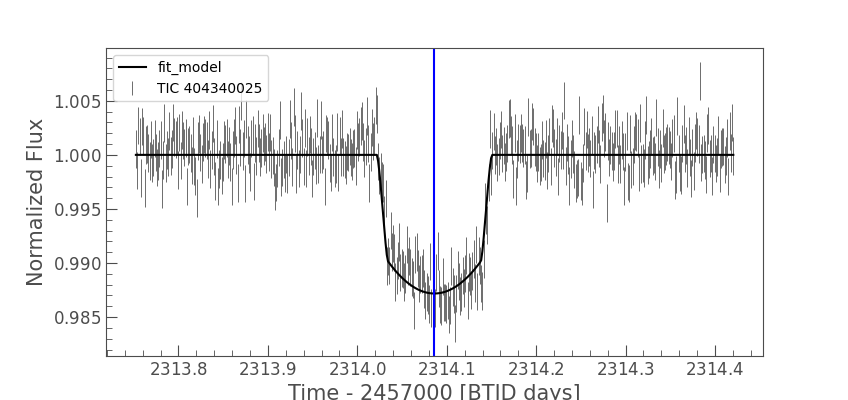 fit_model
TIC 404340025
1.005
1.000
0.995
0.990
0.985
Normalized Flux
2313.8 2313.9 2314.0 2314.1 2314.2 2314.3 2314.4
Time - 2457000 [BTJD days]